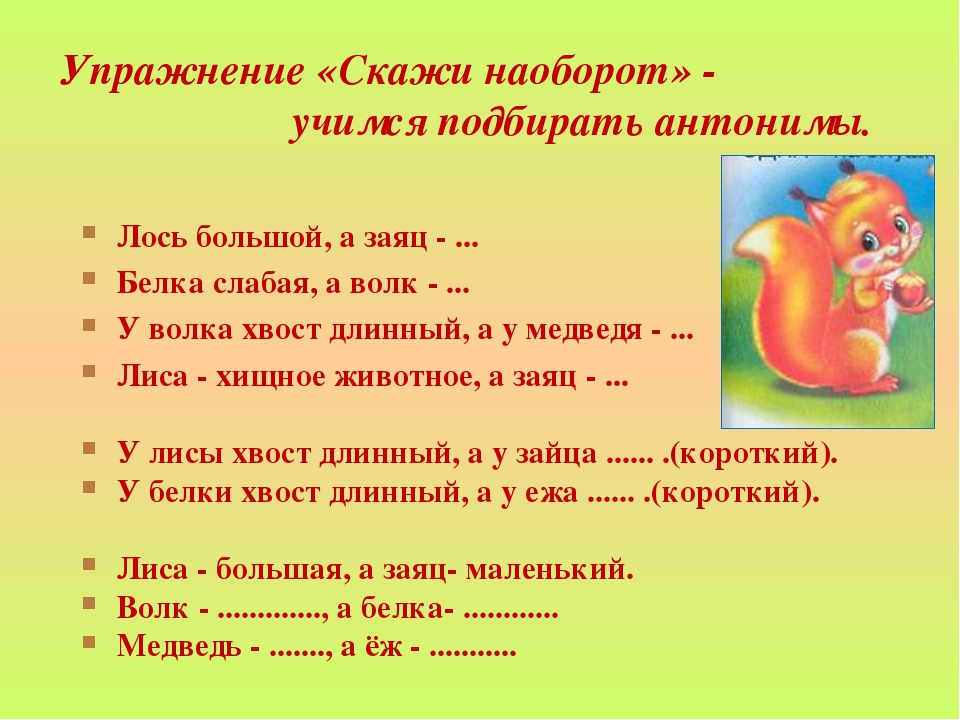 Упражнение «Скажи наоборот» -
учимся подбирать антонимы.
Лось большой, а заяц - ...
Белка слабая, а волк - ...
У волка хвост длинный, а у медведя - ...
Лиса - хищное животное, а заяц - ...
У лисы хвост длинный, а у зайца ...... .(короткий).
У белки хвост длинный, а у ежа ...... .(короткий).
Лиса - большая, а заяц- маленький.
Волк - ............., а белка- ............
Медведь - ......., а ёж - ...........